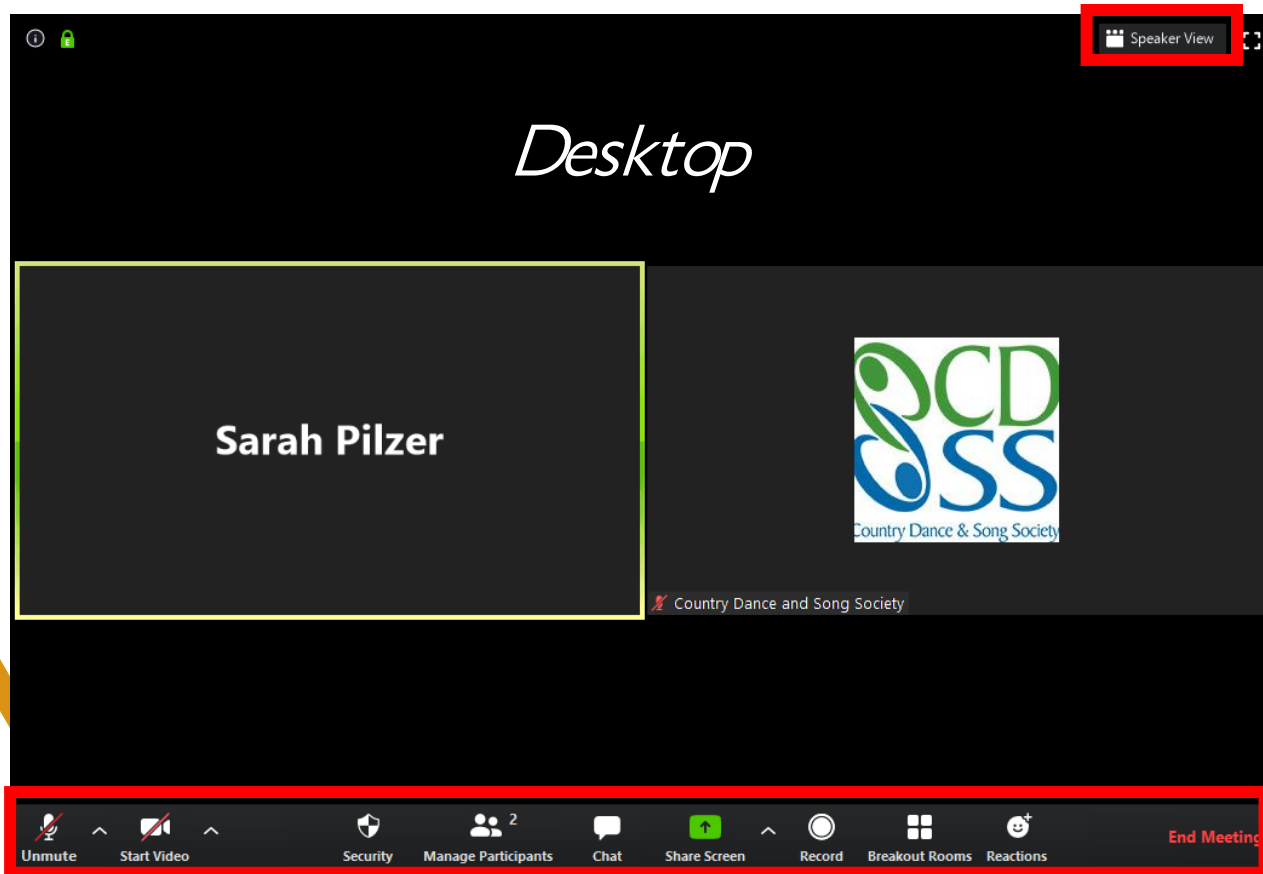 Speaker View
Desktop
Sarah Pilzer
CD
SS
Country Dance & Song Society
Country Dance and Song Society
2
Unmute Start Video Security Manage Participants Chat Share Screen Record Breakout Rooms Reactions End Meeting